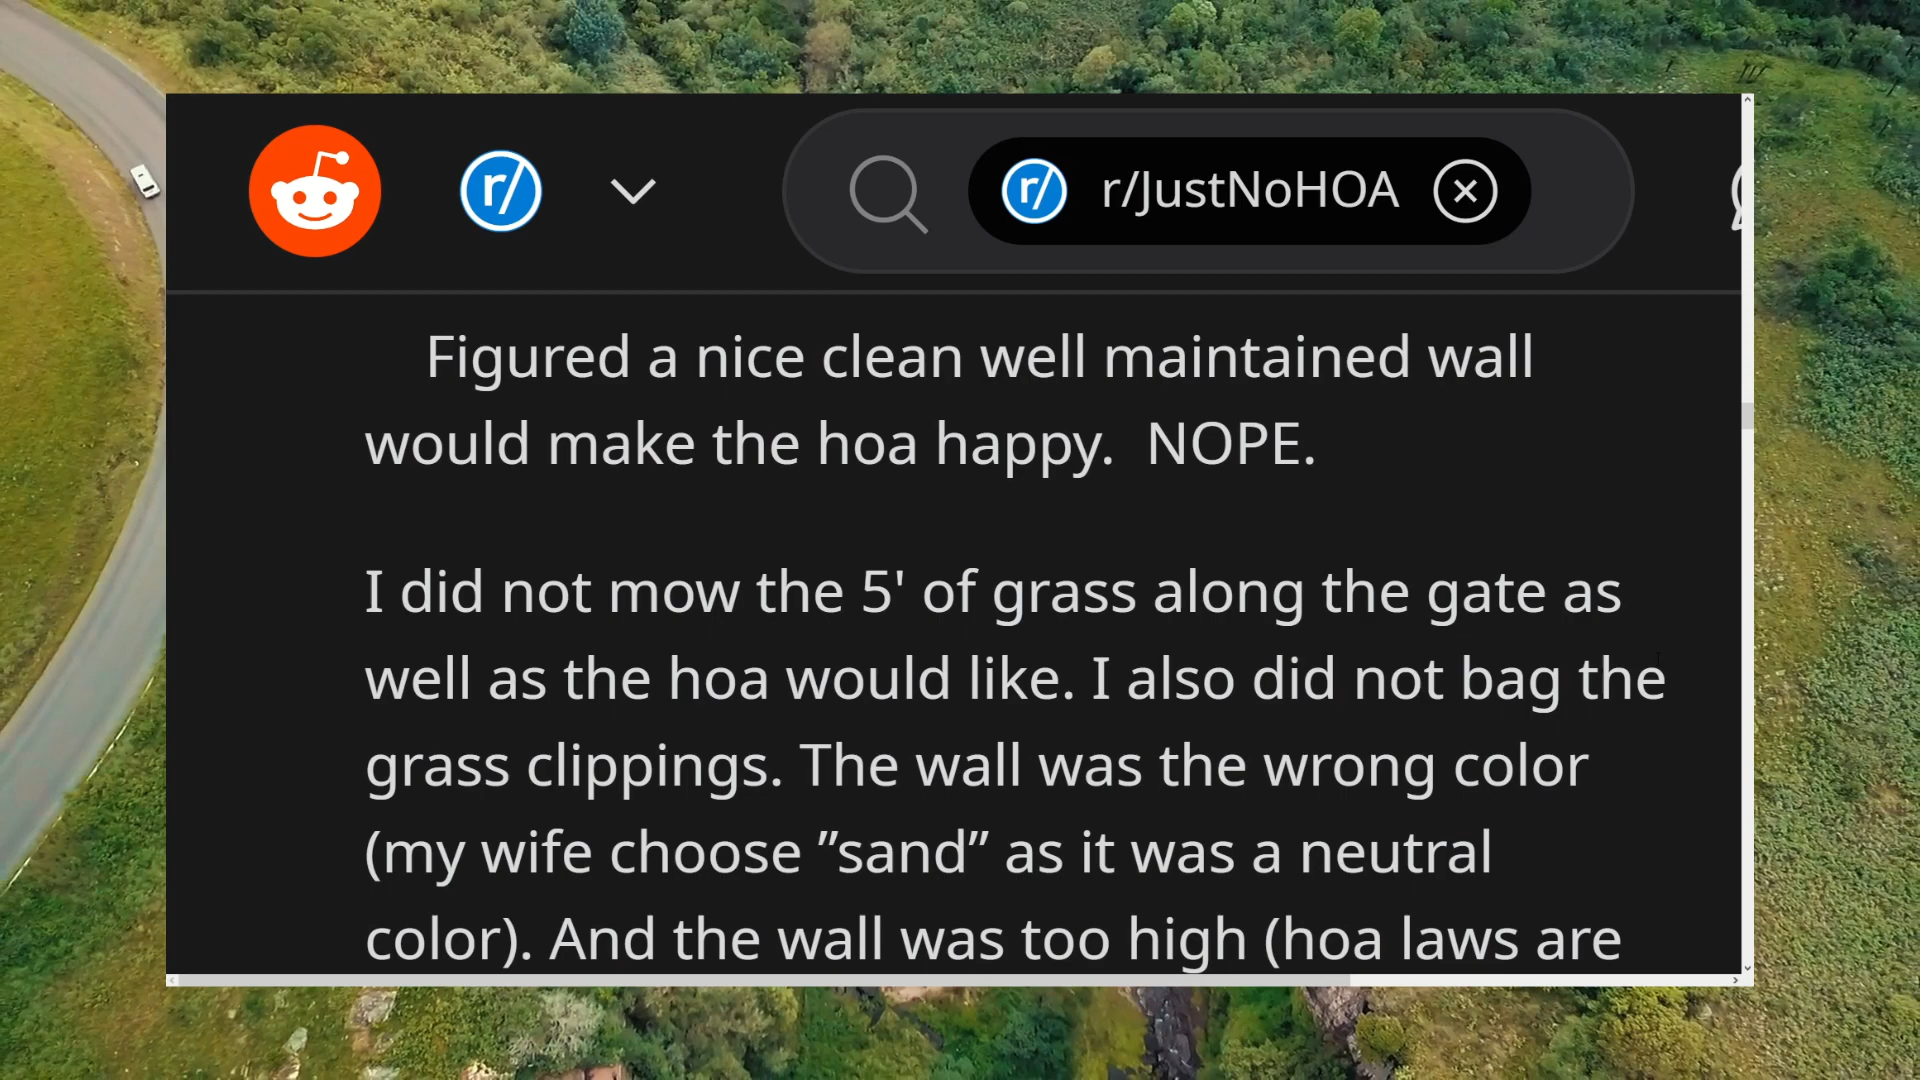 r/
r/ r/JustNoHOA
Figured a nice clean well maintained wall
would make the hoa happy.  NOPE.
I did not mow the 5' of grass along the gate as
well as the hoa would like. I also did not bag the
grass clippings. The wall was the wrong color
(my wife choose ”sand” as it was a neutral
color). And the wall was too high (hoa laws are